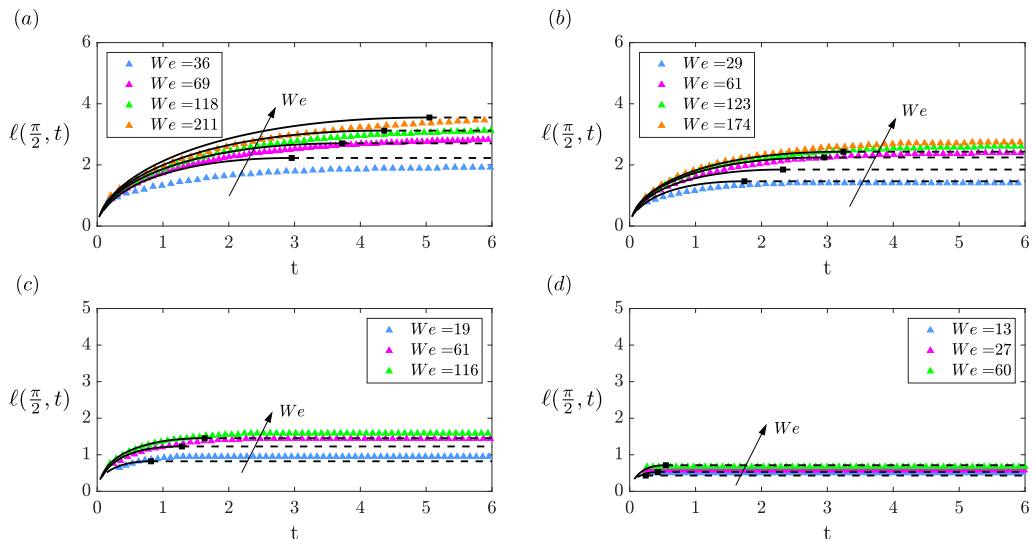 (a)
6
4
2
0
ℓ(π/2, t)
We = 36
We = 69
We = 118
We = 211
We
0 1 2 3 4 5 6
t
(b)
6
4
2
0
ℓ(π/2, t)
We = 29
We = 61
We = 123
We = 174
We
0 1 2 3 4 5 6
t
(c)
5
4
3
2
1
0
ℓ(π/2, t)
We = 19
We = 61
We = 116
We
0 1 2 3 4 5 6
t
(d)
5
4
3
2
1
0
ℓ(π/2, t)
We = 13
We = 27
We = 60
We
0 1 2 3 4 5 6
t